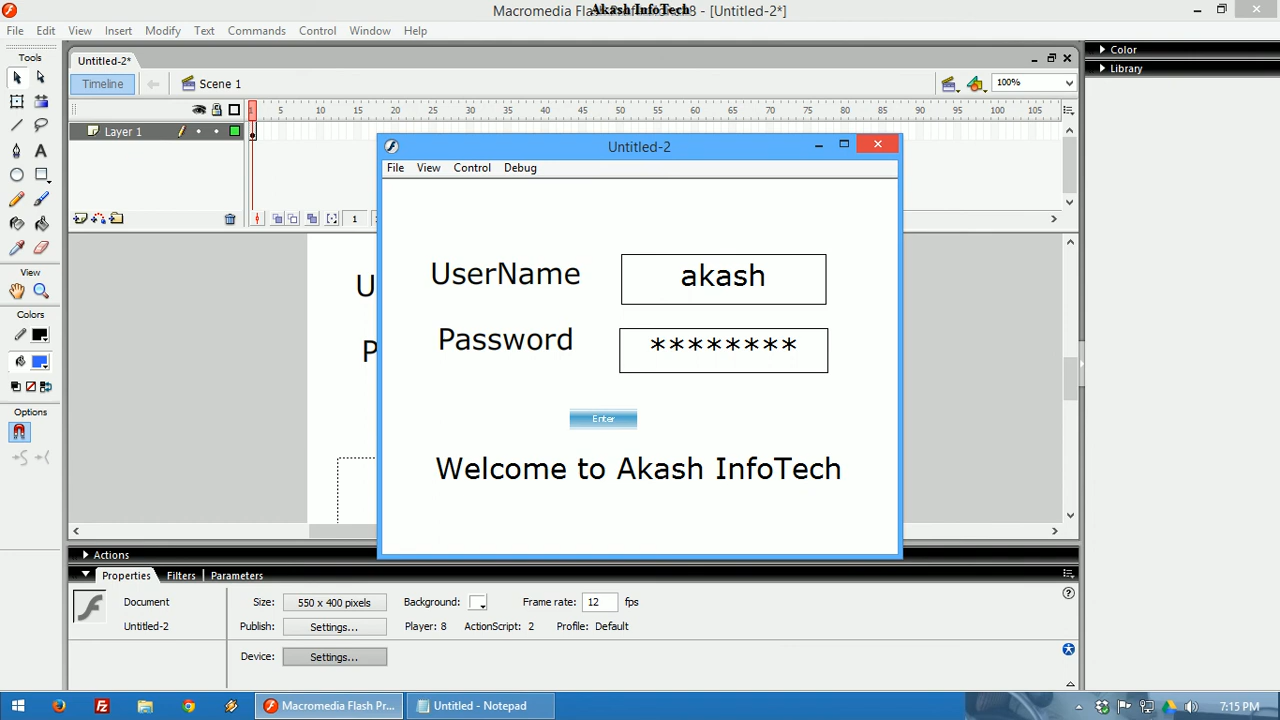 Macromedia Fla
Akash InfoTech
8 - [Untitled-2*]
File Edit View Insert Modify Text Commands Control Window Help
Tools
Untitled-2*
Timeline
Scene 1
100%
Color
Library
1 5 10 15 20 25 30 35 40 45 50 55 60 65 70 75 80 85 90 95 100 105
Layer 1
1
Untitled-2
File View Control Debug
UserName
akash
Password
********
Enter
Welcome to Akash InfoTech
U
P
View
Colors
Options
Actions
Properties Filters Parameters
Document
Untitled-2
Size: 550 x 400 pixels Background: Frame rate: 12 fps
Publish: Settings... Player: 8 ActionScript: 2 Profile: Default
Device: Settings...
Macromedia Flash Pr...
Untitled - Notepad
7:15 PM